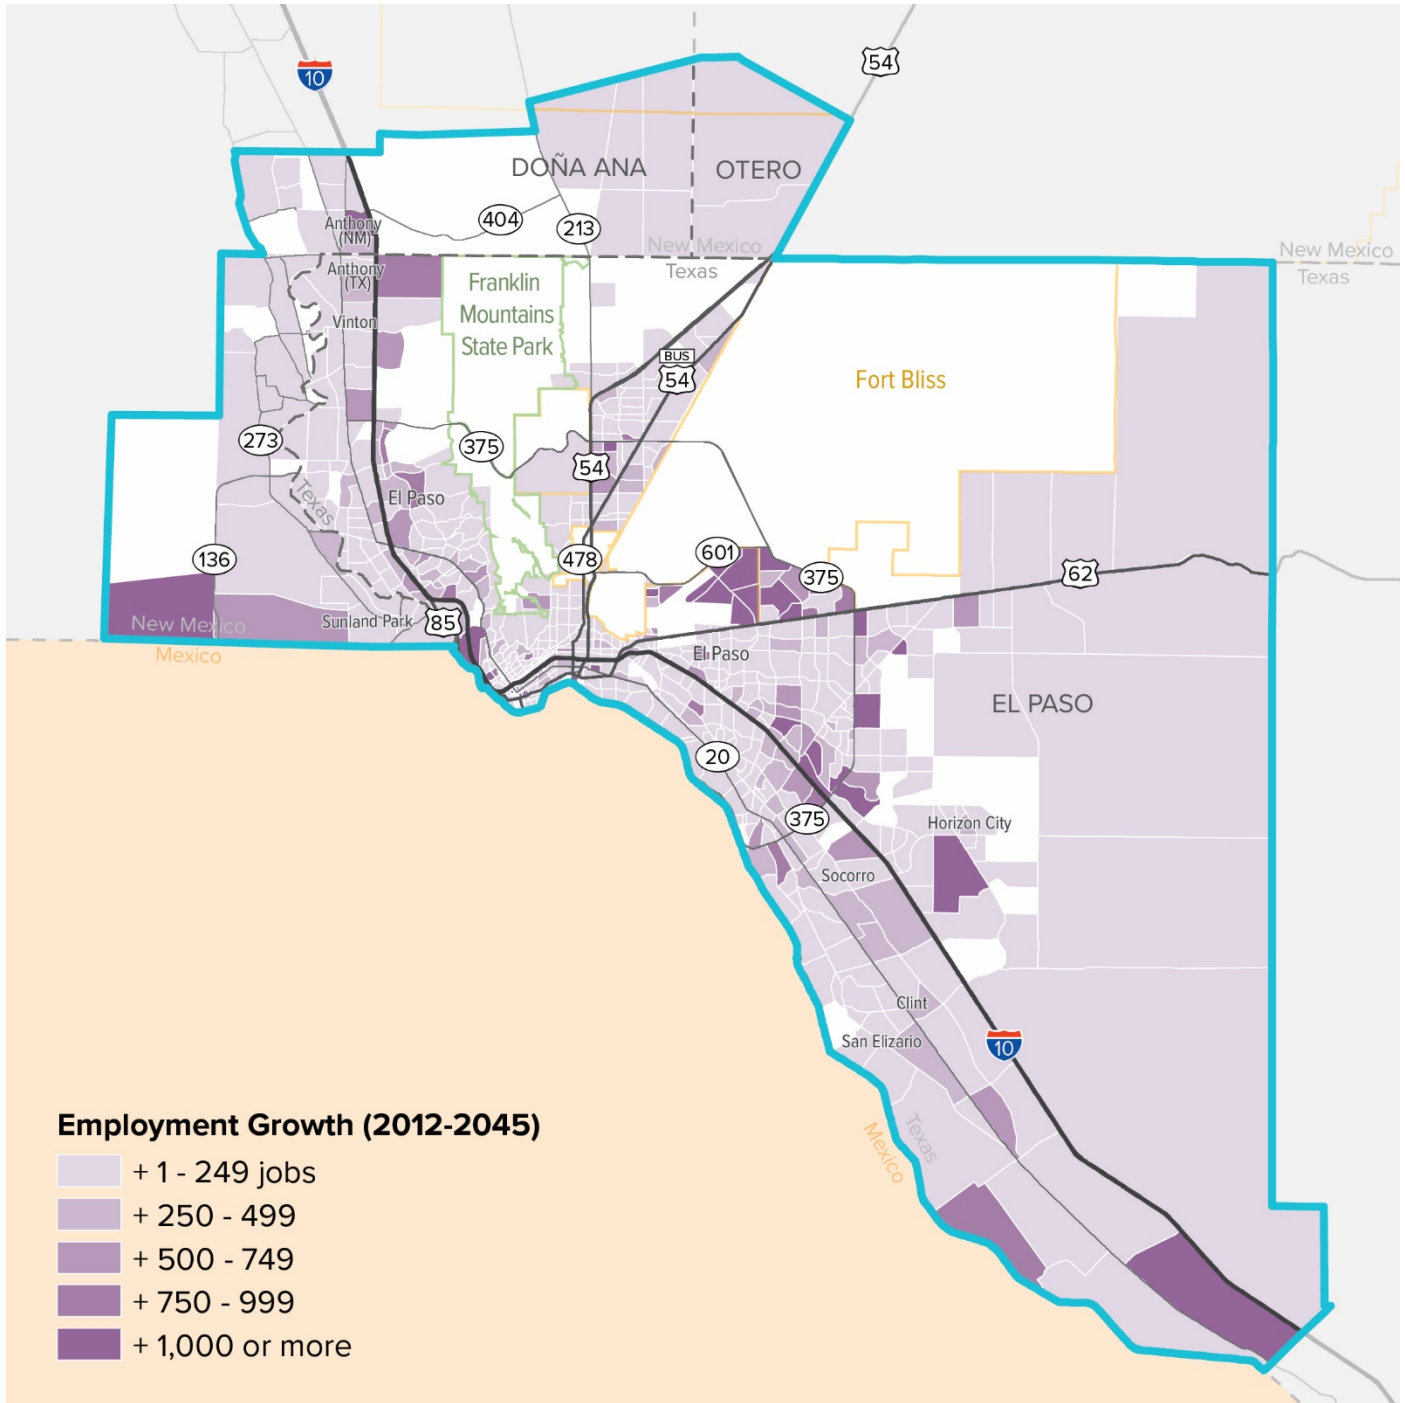 54
10
DOÑA ANA
OTERO
404
213
Anthony
(NM)
New Mexico
Texas
New Mexico
Texas
Anthony
(TX)
Franklin
Mountains
State Park
Vinton
BUS
54
Fort Bliss
273
375
54
El Paso
Texas
136
478
601
375
62
New Mexico
Mexico
Sunland Park
85
El Paso
EL PASO
20
375
Horizon City
Socorro
Clint
San Elizario
10
Texas
Mexico
Employment Growth (2012-2045)
+ 1 - 249 jobs
+ 250 - 499
+ 500 - 749
+ 750 - 999
+ 1,000 or more